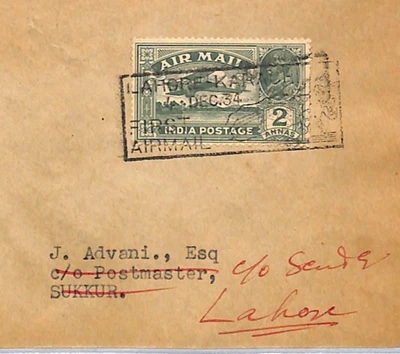 AIR MAIL
LAHORE-KARACHI
DEC. 34
FIRST
AIRMAIL
INDIA POSTAGE
2
ANNAS
J. Advani., Esq
c/o Postmaster,
SUKKUR.
c/o Sender
Lahore